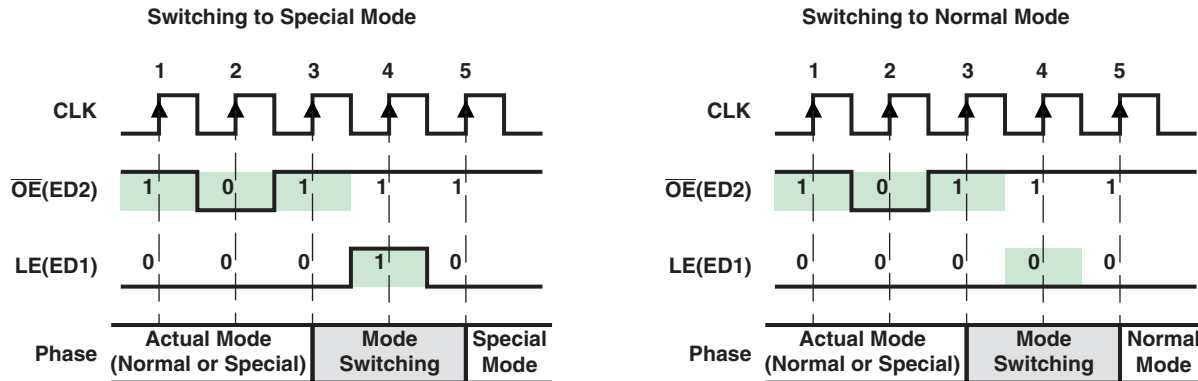 Switching to Special Mode
1 2 3 4 5
CLK
OE(ED2) 1 0 1 1 1
LE(ED1) 0 0 0 1 0
Phase
Actual Mode
(Normal or Special)
Mode
Switching
Special
Mode
Switching to Normal Mode
1 2 3 4 5
CLK
OE(ED2) 1 0 1 1 1
LE(ED1) 0 0 0 0 0
Phase
Actual Mode
(Normal or Special)
Mode
Switching
Normal
Mode